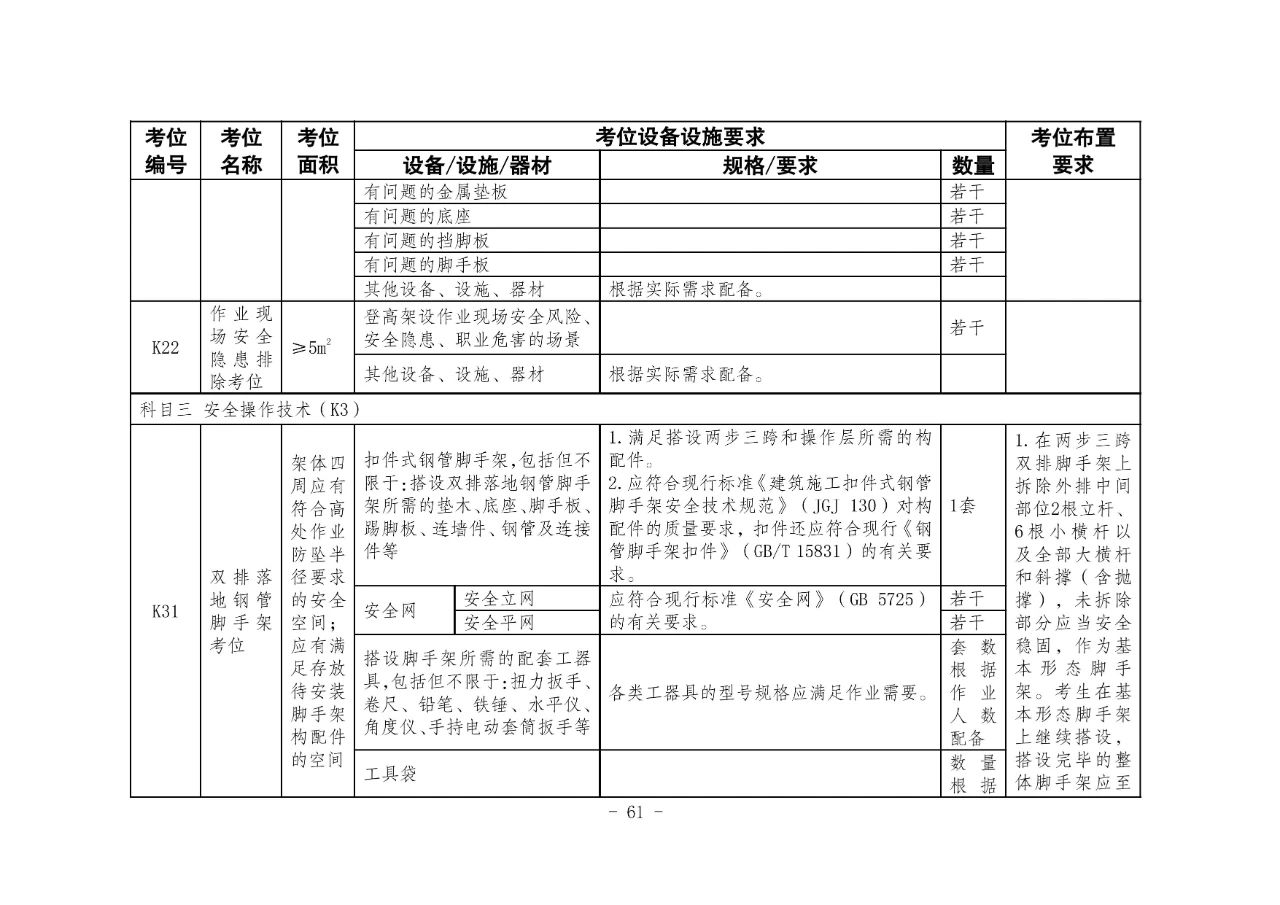 考位编号
考位名称
考位面积
考位设备设施要求
考位布置要求
设备/设施/器材
规格/要求
数量
有问题的金属垫板
若干
有问题的底座
若干
有问题的挡脚板
若干
有问题的脚手板
若干
其他设备、设施、器材
根据实际需求配备。
K22
作业现
场安全
隐患排
除考位
≥5m²
登高架设作业现场安全风险、
安全隐患、职业危害的场景
若干
其他设备、设施、器材
根据实际需求配备。
科目三 安全操作技术（K3）
K31
双排落
地钢管
脚手架
考位
架体四
周应有
符合高
处作业
防坠半
径要求
的安全
空间；
应有满
足存放
待安装
脚手架
构配件
的空间
扣件式钢管脚手架,包括但不
限于:搭设双排落地钢管脚手
架所需的垫木、底座、脚手板、
踢脚板、连墙件、钢管及连接
件等
1.满足搭设两步三跨和操作层所需的构
配件。
2.应符合现行标准《建筑施工扣件式钢管
脚手架安全技术规范》（JGJ 130）对构
配件的质量要求，扣件还应符合现行《钢
管脚手架扣件》（GB/T 15831）的有关要
求。
1套
安全网
安全立网
应符合现行标准《安全网》（GB 5725）
的有关要求。
若干
安全平网
若干
搭设脚手架所需的配套工器
具,包括但不限于:扭力扳手、
卷尺、铅笔、铁锤、水平仪、
角度仪、手持电动套筒扳手等
各类工器具的型号规格应满足作业需要。
套数
根据
作业
人数
配备
工具袋
数量
根据
1.在两步三跨
双排脚手架上
拆除外排中间
部位2根立杆、
6根小横杆以
及全部大横杆
和斜撑（含抛
撑），未拆除
部分应当安全
稳固，作为基
本形态脚手
架。考生在基
本形态脚手架
上继续搭设，
搭设完毕的整
体脚手架应至
- 61 -